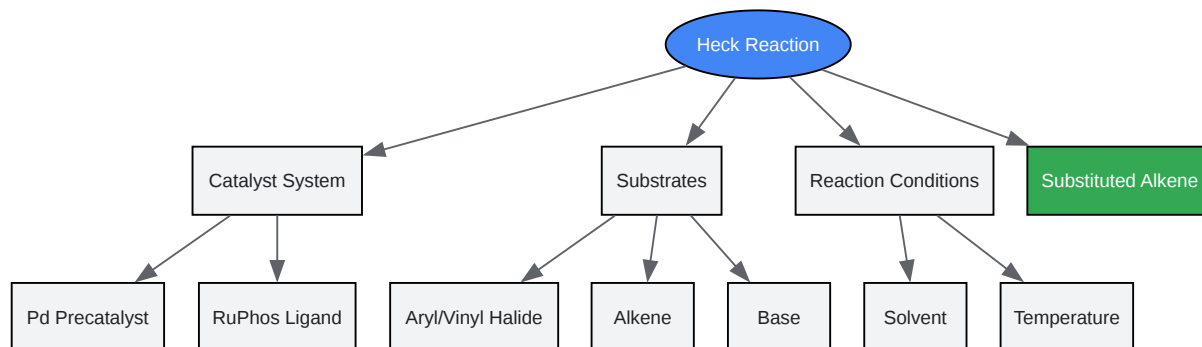 Heck Reaction
Catalyst System
Substrates
Reaction Conditions
Substituted Alkene
Pd Precatalyst
RuPhos Ligand
Aryl/Vinyl Halide
Alkene
Base
Solvent
Temperature